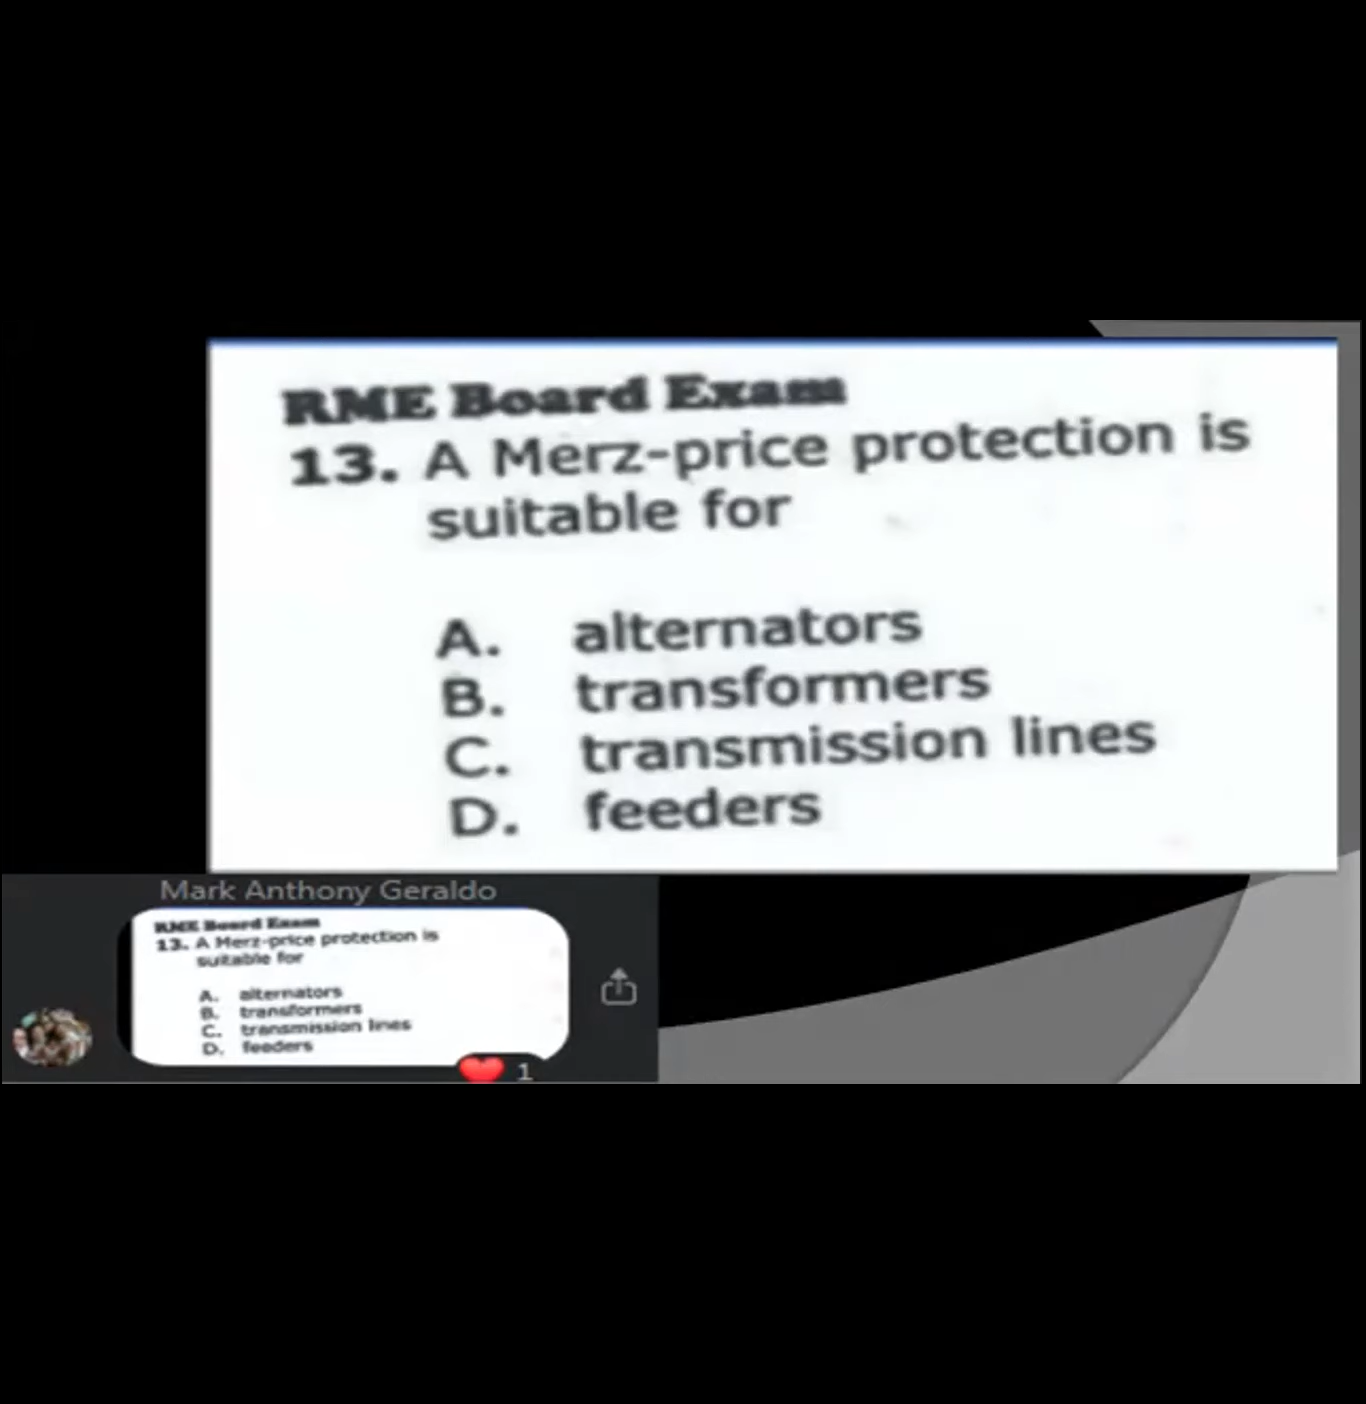 RME Board Exam
13. A Merz-price protection is
suitable for
A. alternators
B. transformers
C. transmission lines
D. feeders
Mark Anthony Geraldo
RME Board Exam
13. A Merz-price protection is
suitable for
A. alternators
B. transformers
C. transmission lines
D. feeders
1